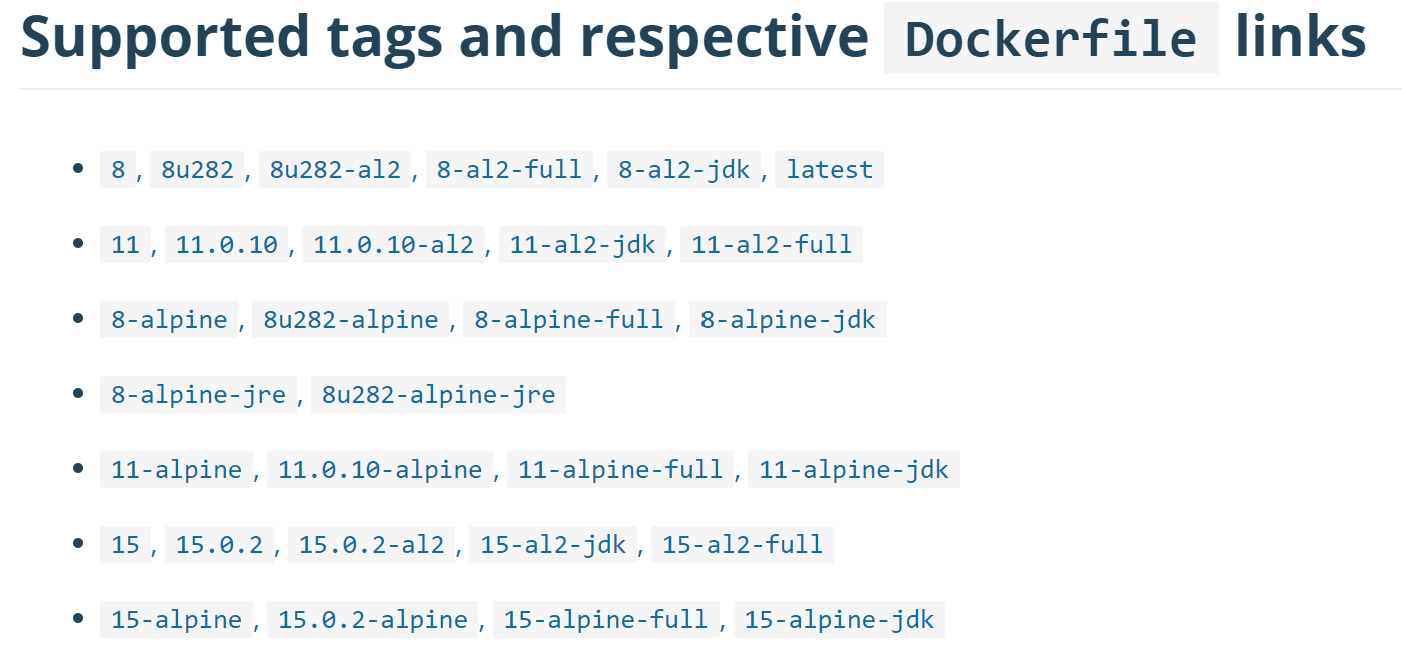 Supported tags and respective Dockerfile links
8, 8u282, 8u282-al2, 8-al2-full, 8-al2-jdk, latest
11, 11.0.10, 11.0.10-al2, 11-al2-jdk, 11-al2-full
8-alpine, 8u282-alpine, 8-alpine-full, 8-alpine-jdk
8-alpine-jre, 8u282-alpine-jre
11-alpine, 11.0.10-alpine, 11-alpine-full, 11-alpine-jdk
15, 15.0.2, 15.0.2-al2, 15-al2-jdk, 15-al2-full
15-alpine, 15.0.2-alpine, 15-alpine-full, 15-alpine-jdk